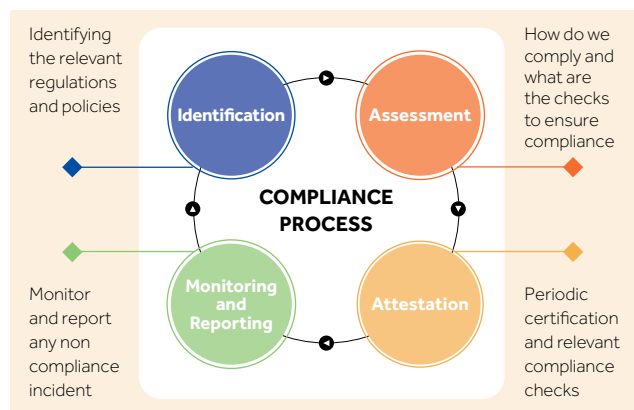 Identifying
the relevant
regulations
and policies
How do we
comply and
what are
the checks
to ensure
compliance
Identification
Assessment
COMPLIANCE
PROCESS
Monitoring
and
Reporting
Attestation
Monitor
and report
any non
compliance
incident
Periodic
certification
and relevant
compliance
checks